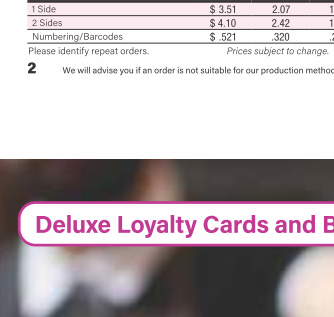 1 Side $ 3.51 2.07
2 Sides $ 4.10 2.42
Numbering/Barcodes $ .521 .320
Please identify repeat orders. Prices subject to change.
2 We will advise you if an order is not suitable for our production
Deluxe Loyalty Cards and